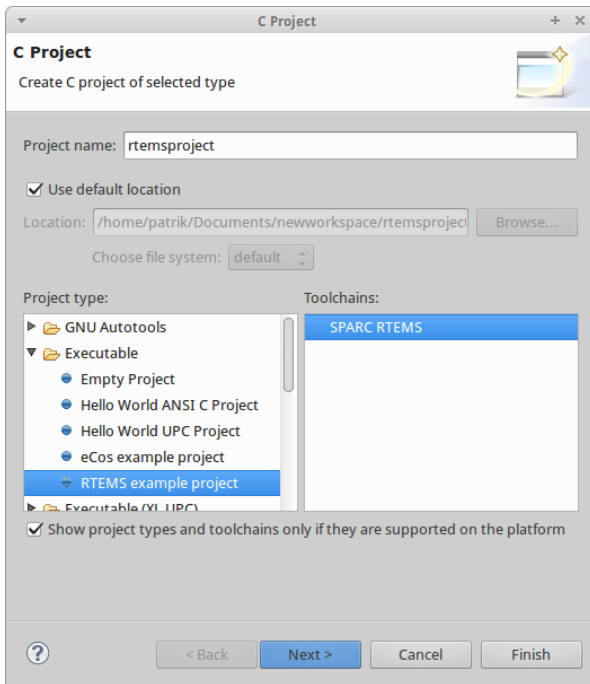 C Project
C Project
Create C project of selected type
Project name: rtemsproject
Use default location
Location: /home/patrik/Documents/newworkspace/rtemsproject Browse...
Choose file system: default
Project type: Toolchains:
GNU Autotools SPARC RTEMS
Executable
Empty Project
Hello World ANSI C Project
Hello World UPC Project
eCos example project
RTEMS example project
Executable (XL UPC)
Show project types and toolchains only if they are supported on the platform
? < Back Next > Cancel Finish